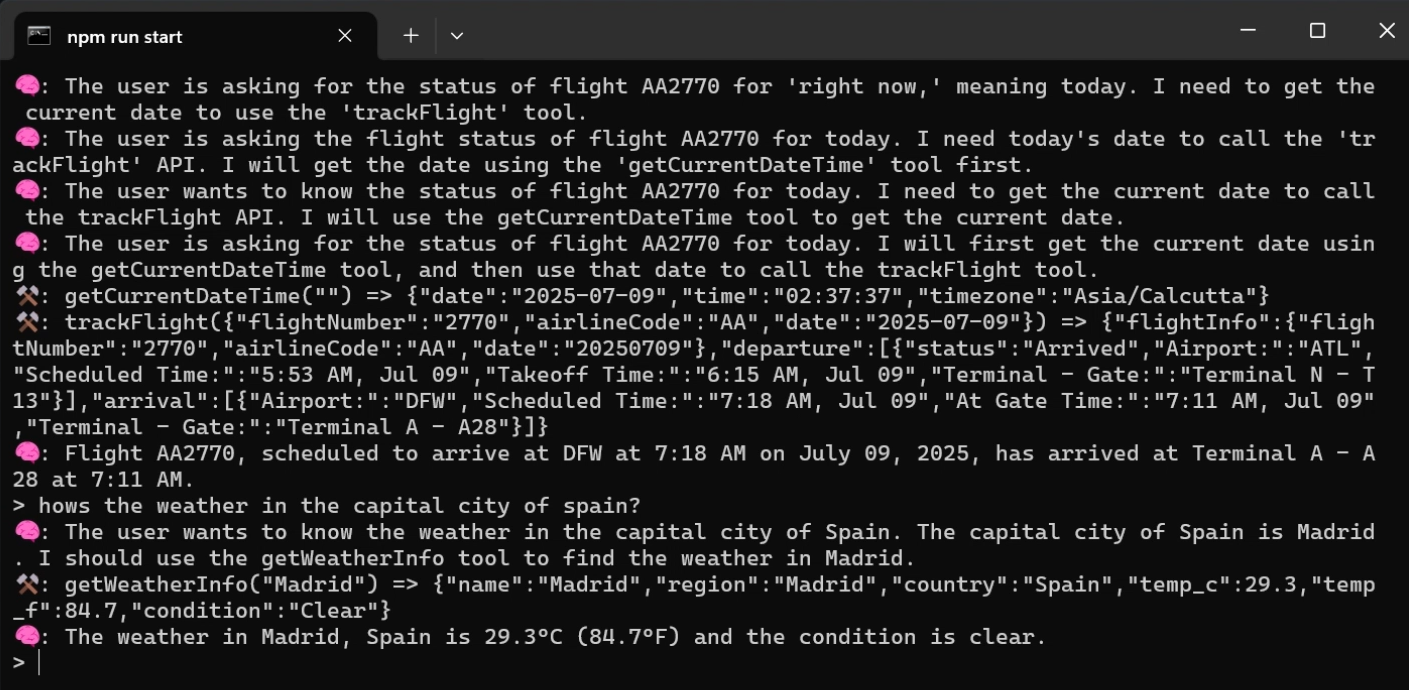 npm run start
🧠: The user is asking for the status of flight AA2770 for 'right now,' meaning today. I need to get the
 current date to use the 'trackFlight' tool.
🧠: The user is asking the flight status of flight AA2770 for today. I need today's date to call the 'tr
ackFlight' API. I will get the date using the 'getCurrentDateTime' tool first.
🧠: The user wants to know the status of flight AA2770 for today. I need to get the current date to call
 the trackFlight API. I will use the getCurrentDateTime tool to get the current date.
🧠: The user is asking for the status of flight AA2770 for today. I will first get the current date usin
g the getCurrentDateTime tool, and then use that date to call the trackFlight tool.
⚒️: getCurrentDateTime("") => {"date":"2025-07-09","time":"02:37:37","timezone":"Asia/Calcutta"}
⚒️: trackFlight({"flightNumber":"2770","airlineCode":"AA","date":"2025-07-09"}) => {"flightInfo":{"fligh
tNumber":"2770","airlineCode":"AA","date":"20250709"},"departure":[{"status":"Arrived","Airport:":"ATL",
"Scheduled Time:":"5:53 AM, Jul 09","Takeoff Time:":"6:15 AM, Jul 09","Terminal - Gate:":"Terminal N - T
13"}],"arrival":[{"Airport:":"DFW","Scheduled Time:":"7:18 AM, Jul 09","At Gate Time:":"7:11 AM, Jul 09"
,"Terminal - Gate:":"Terminal A - A28"}]}
🧠: Flight AA2770, scheduled to arrive at DFW at 7:18 AM on July 09, 2025, has arrived at Terminal A - A
28 at 7:11 AM.
> hows the weather in the capital city of spain?
🧠: The user wants to know the weather in the capital city of Spain. The capital city of Spain is Madrid
. I should use the getWeatherInfo tool to find the weather in Madrid.
⚒️: getWeatherInfo("Madrid") => {"name":"Madrid","region":"Madrid","country":"Spain","temp_c":29.3,"temp
_f":84.7,"condition":"Clear"}
🧠: The weather in Madrid, Spain is 29.3°C (84.7°F) and the condition is clear.
>